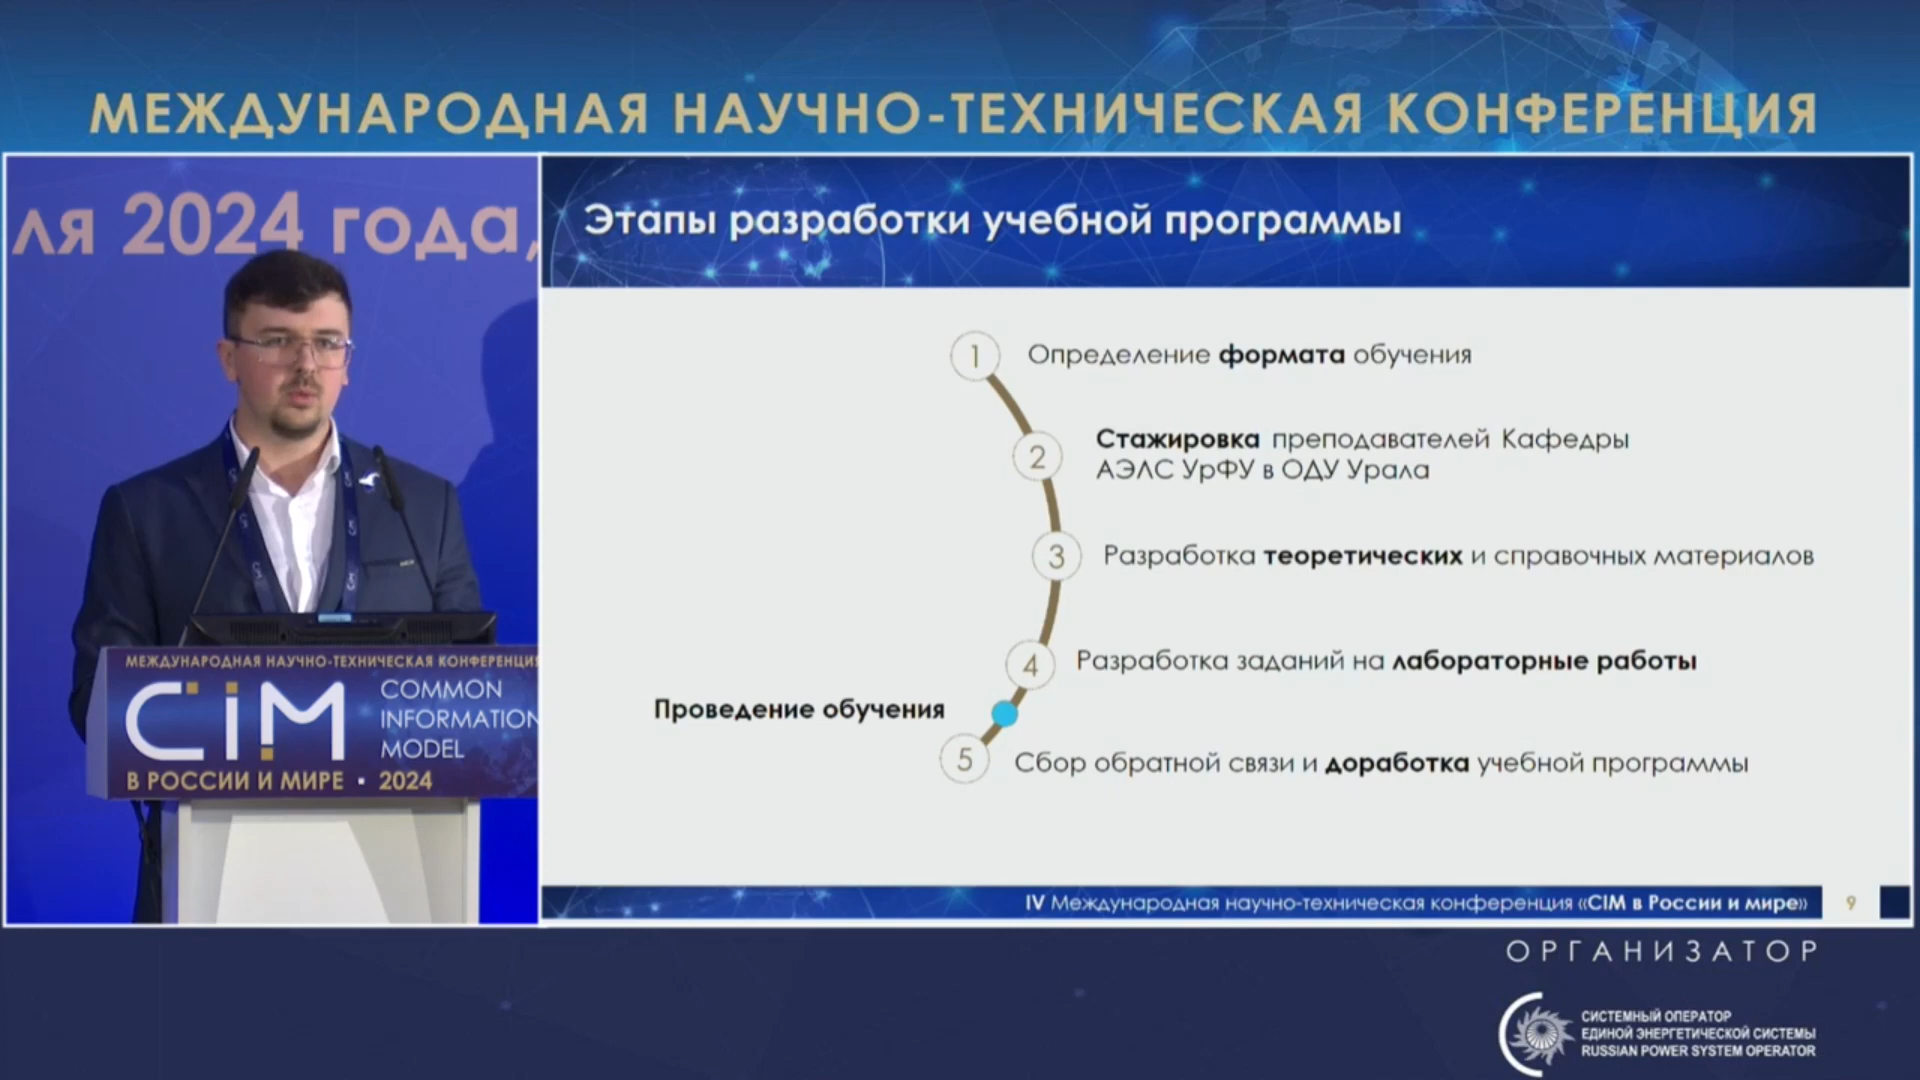 МЕЖДУНАРОДНАЯ НАУЧНО-ТЕХНИЧЕСКАЯ КОНФЕРЕНЦИЯ
ля 2024 года,
МЕЖДУНАРОДНАЯ НАУЧНО-ТЕХНИЧЕСКАЯ КОНФЕРЕНЦИЯ
CIM
COMMON
INFORMATION
MODEL
В РОССИИ И МИРЕ ▪ 2024
Этапы разработки учебной программы
1 Определение формата обучения
2 Стажировка преподавателей Кафедры
АЭЛС УрФУ в ОДУ Урала
3 Разработка теоретических и справочных материалов
4 Разработка заданий на лабораторные работы
Проведение обучения
5 Сбор обратной связи и доработка учебной программы
IV Международная научно-техническая конференция «CIM в России и мире» 9
ОРГАНИЗАТОР
СИСТЕМНЫЙ ОПЕРАТОР
ЕДИНОЙ ЭНЕРГЕТИЧЕСКОЙ СИСТЕМЫ
RUSSIAN POWER SYSTEM OPERATOR